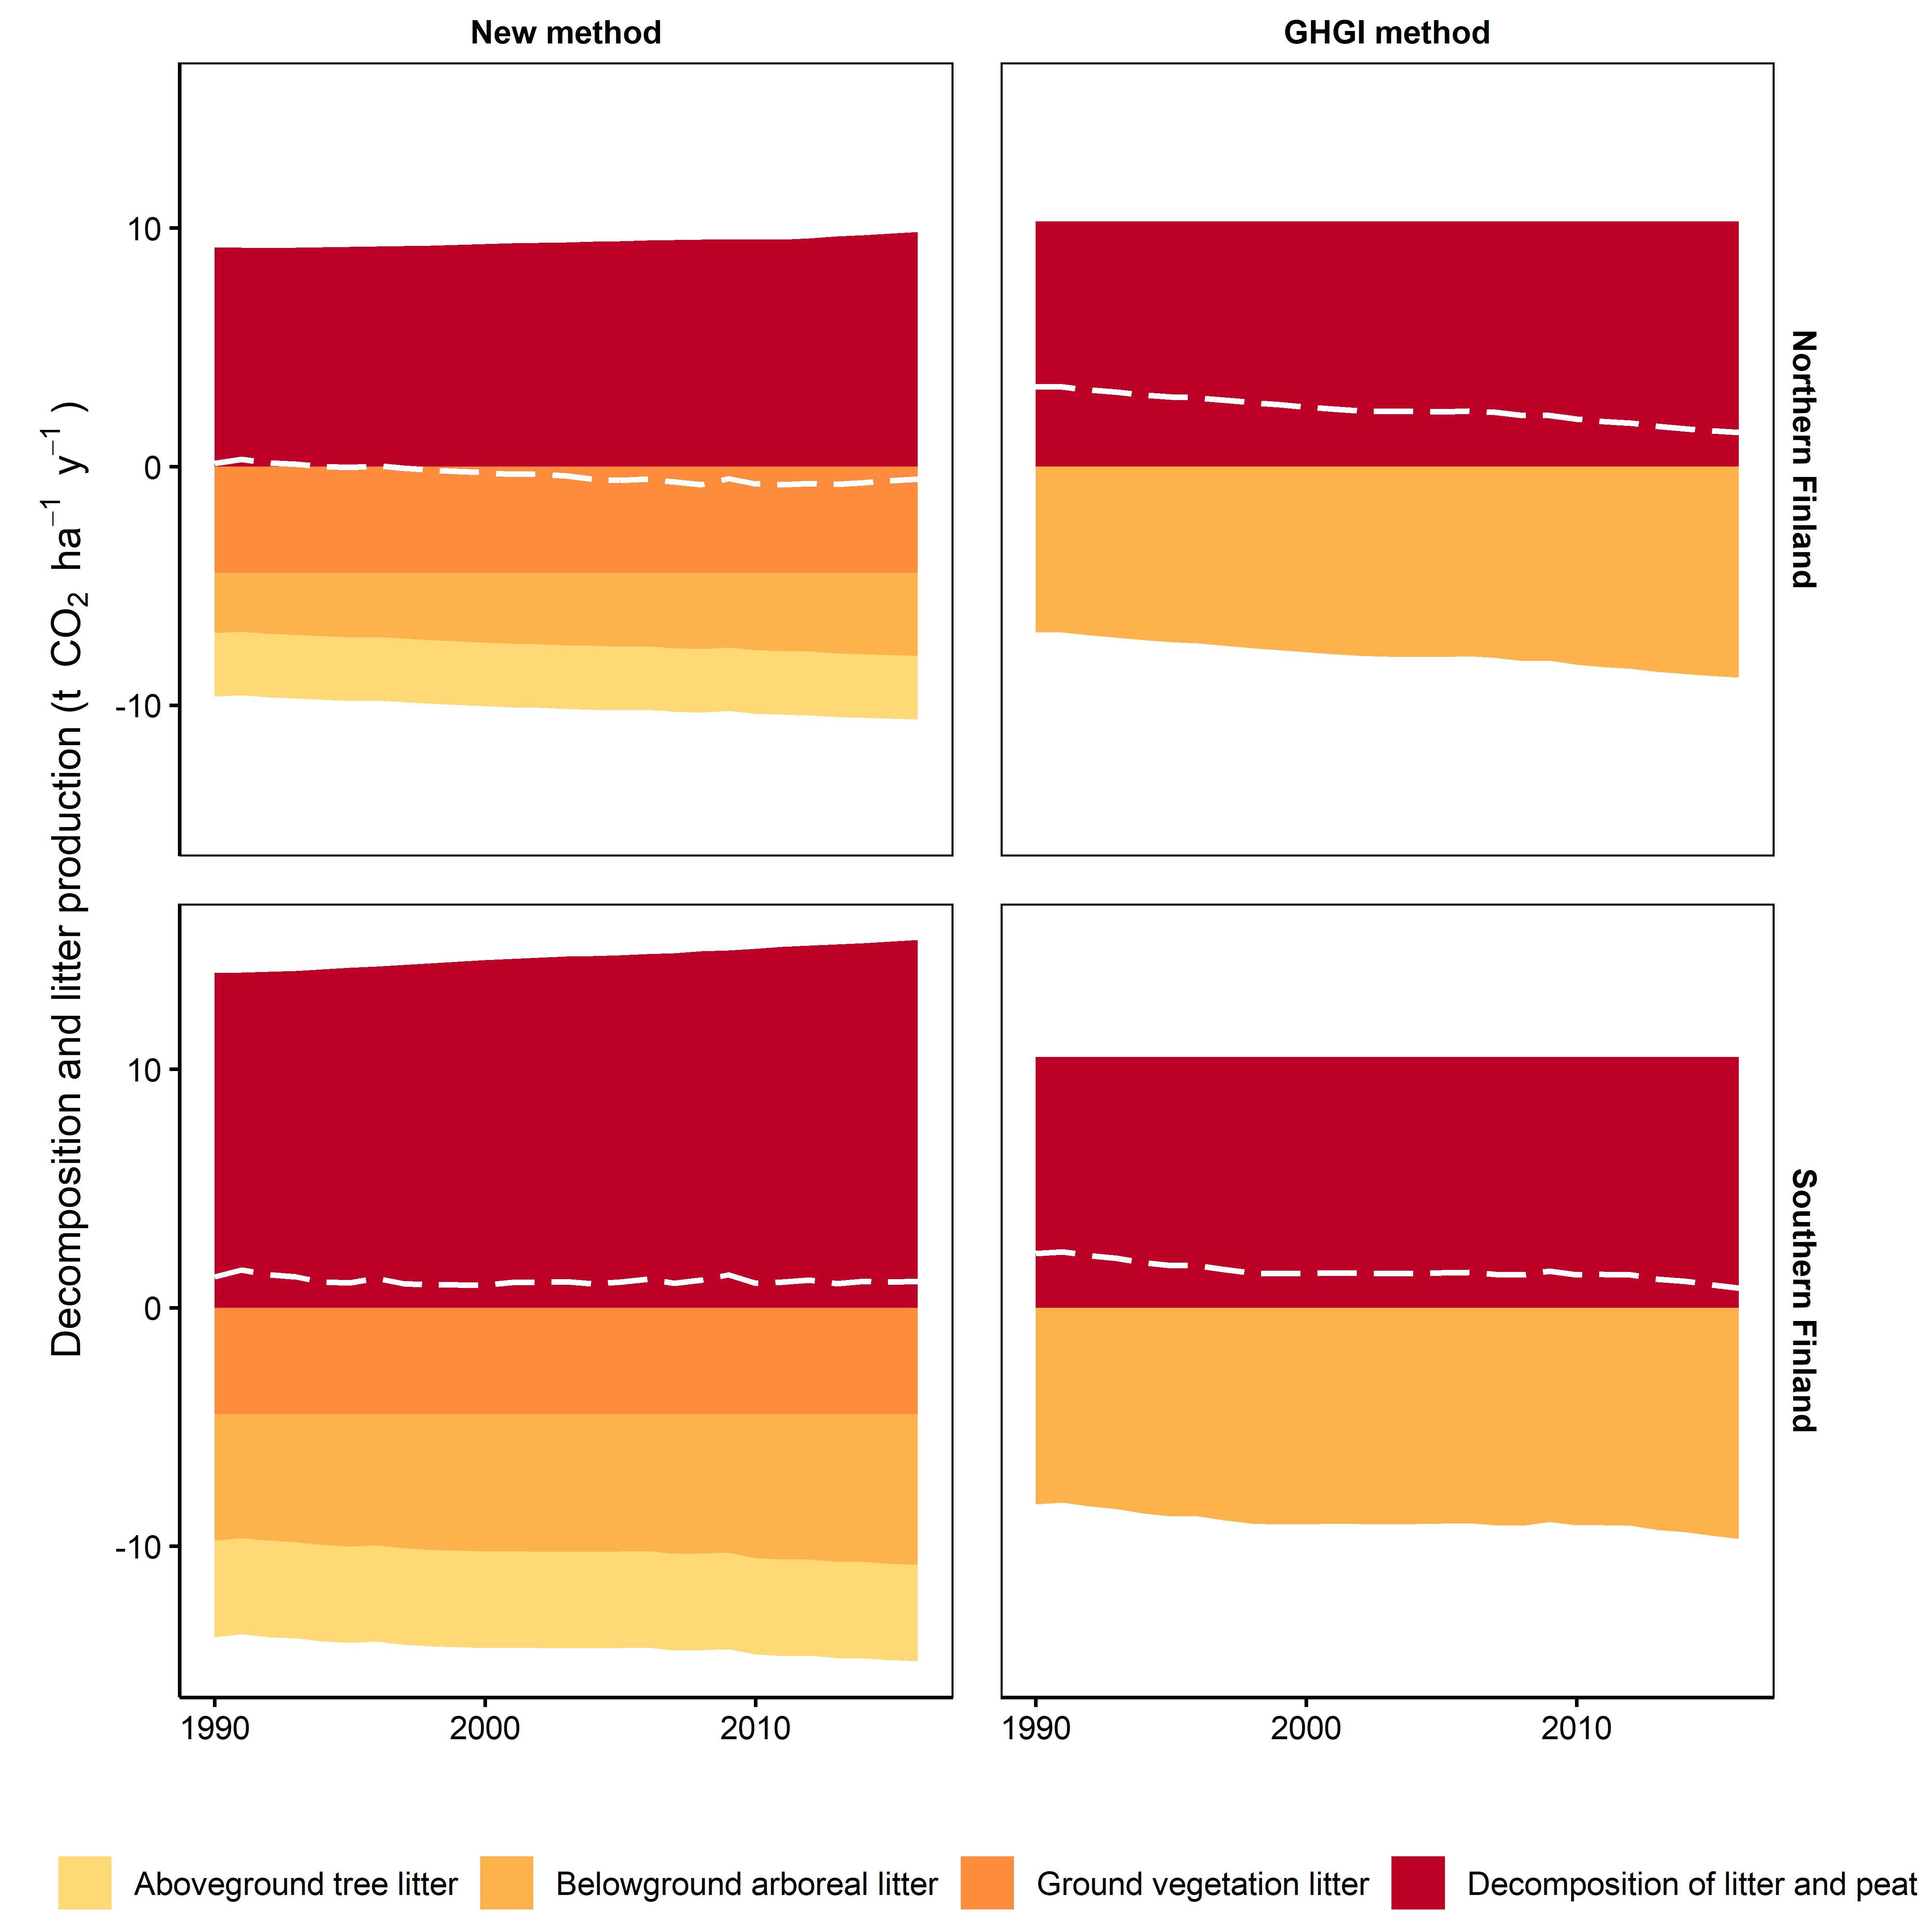 New method
GHGI method
Decomposition and litter production (t CO₂ ha⁻¹ y⁻¹)
10
0
-10
Northern Finland
10
0
-10
Southern Finland
1990
2000
2010
1990
2000
2010
Aboveground tree litter
Belowground arboreal litter
Ground vegetation litter
Decomposition of litter and peat